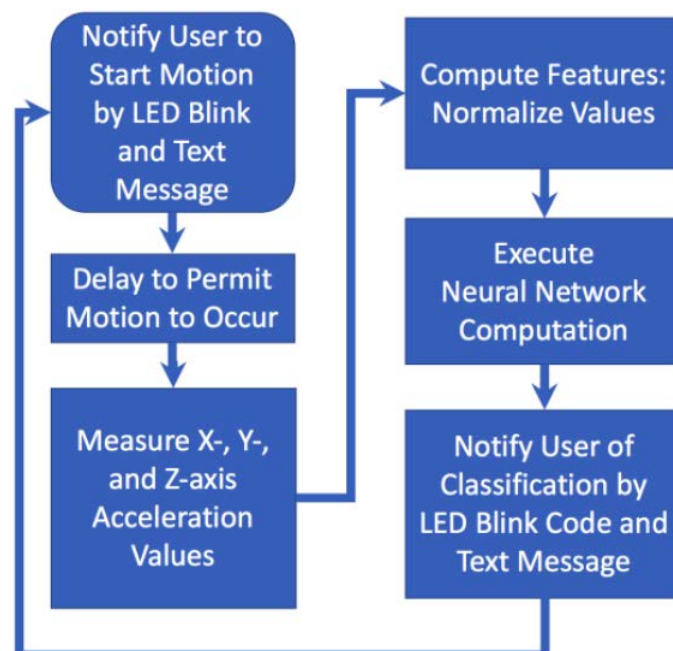 Notify User to
Start Motion
by LED Blink
and Text
Message
Delay to Permit
Motion to Occur
Measure X-, Y-,
and Z-axis
Acceleration
Values
Compute Features:
Normalize Values
Execute
Neural Network
Computation
Notify User of
Classification by
LED Blink Code and
Text Message